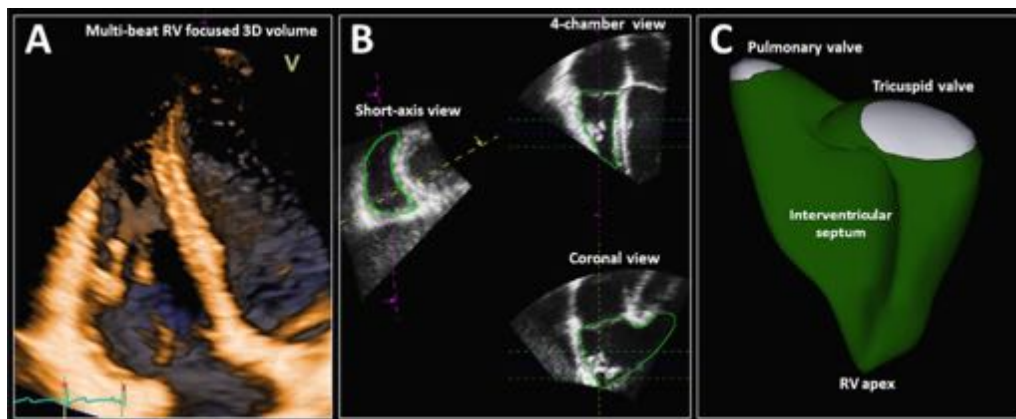 A
Multi-beat RV focused 3D volume
V
B
4-chamber view
Short-axis view
Coronal view
C
Pulmonary valve
Tricuspid valve
Interventricular
septum
RV apex